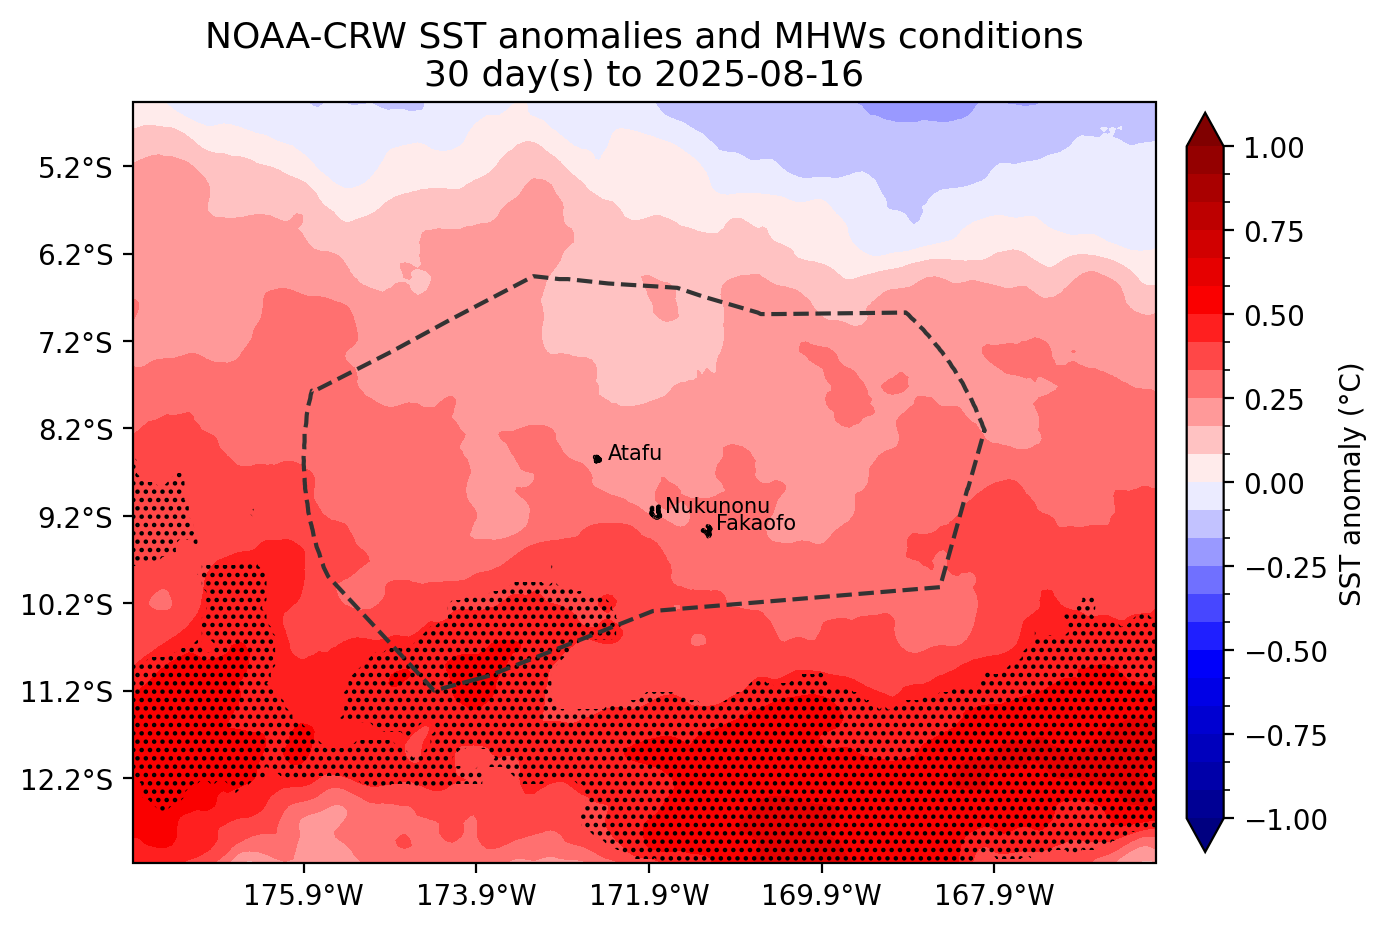 NOAA-CRW SST anomalies and MHWs conditions
30 day(s) to 2025-08-16
5.2°S
6.2°S
7.2°S
8.2°S
9.2°S
10.2°S
11.2°S
12.2°S
Atafu
Nukunonu
Fakaofo
175.9°W
173.9°W
171.9°W
169.9°W
167.9°W
1.00
0.75
0.50
0.25
0.00
−0.25
−0.50
−0.75
−1.00
SST anomaly (°C)